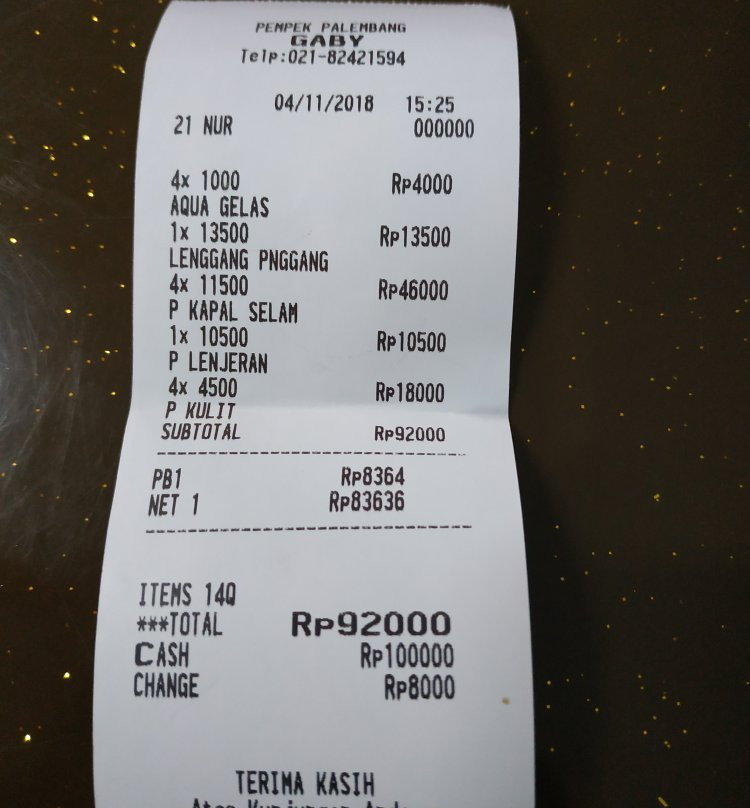 PEMPEK PALEMBANG
GABY
Telp:021-82421594
04/11/2018 15:25
21 NUR 000000
4x 1000 Rp4000
AQUA GELAS
1x 13500 Rp13500
LENGGANG PNGGANG
4x 11500 Rp46000
P KAPAL SELAM
1x 10500 Rp10500
P LENJERAN
4x 4500 Rp18000
P KULIT
SUBTOTAL Rp92000
PB1 Rp8364
NET 1 Rp83636
ITEMS 14Q
***TOTAL Rp92000
CASH Rp100000
CHANGE Rp8000
TERIMA KASIH